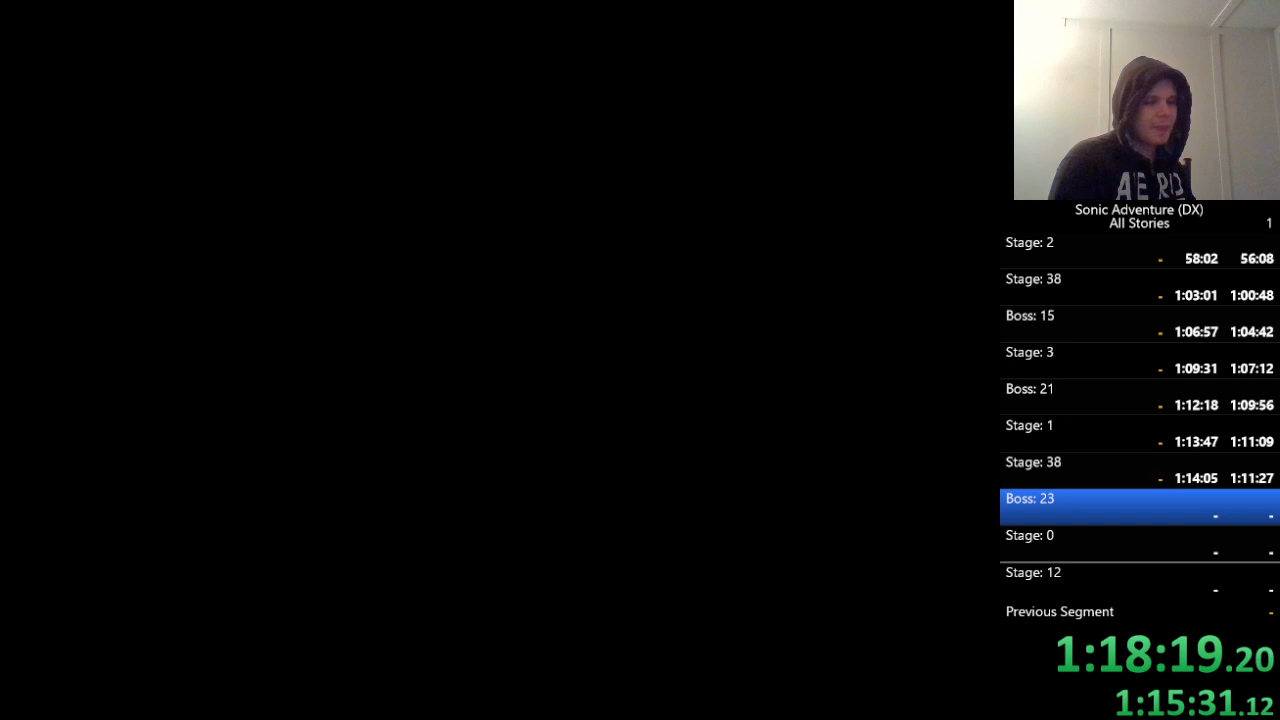 Sonic Adventure (DX)
All Stories 1
Stage: 2
- 58:02 56:08
Stage: 38
- 1:03:01 1:00:48
Boss: 15
- 1:06:57 1:04:42
Stage: 3
- 1:09:31 1:07:12
Boss: 21
- 1:12:18 1:09:56
Stage: 1
- 1:13:47 1:11:09
Stage: 38
- 1:14:05 1:11:27
Boss: 23
- -
Stage: 0
- -
Stage: 12
- -
Previous Segment -
1:18:19.20
1:15:31.12